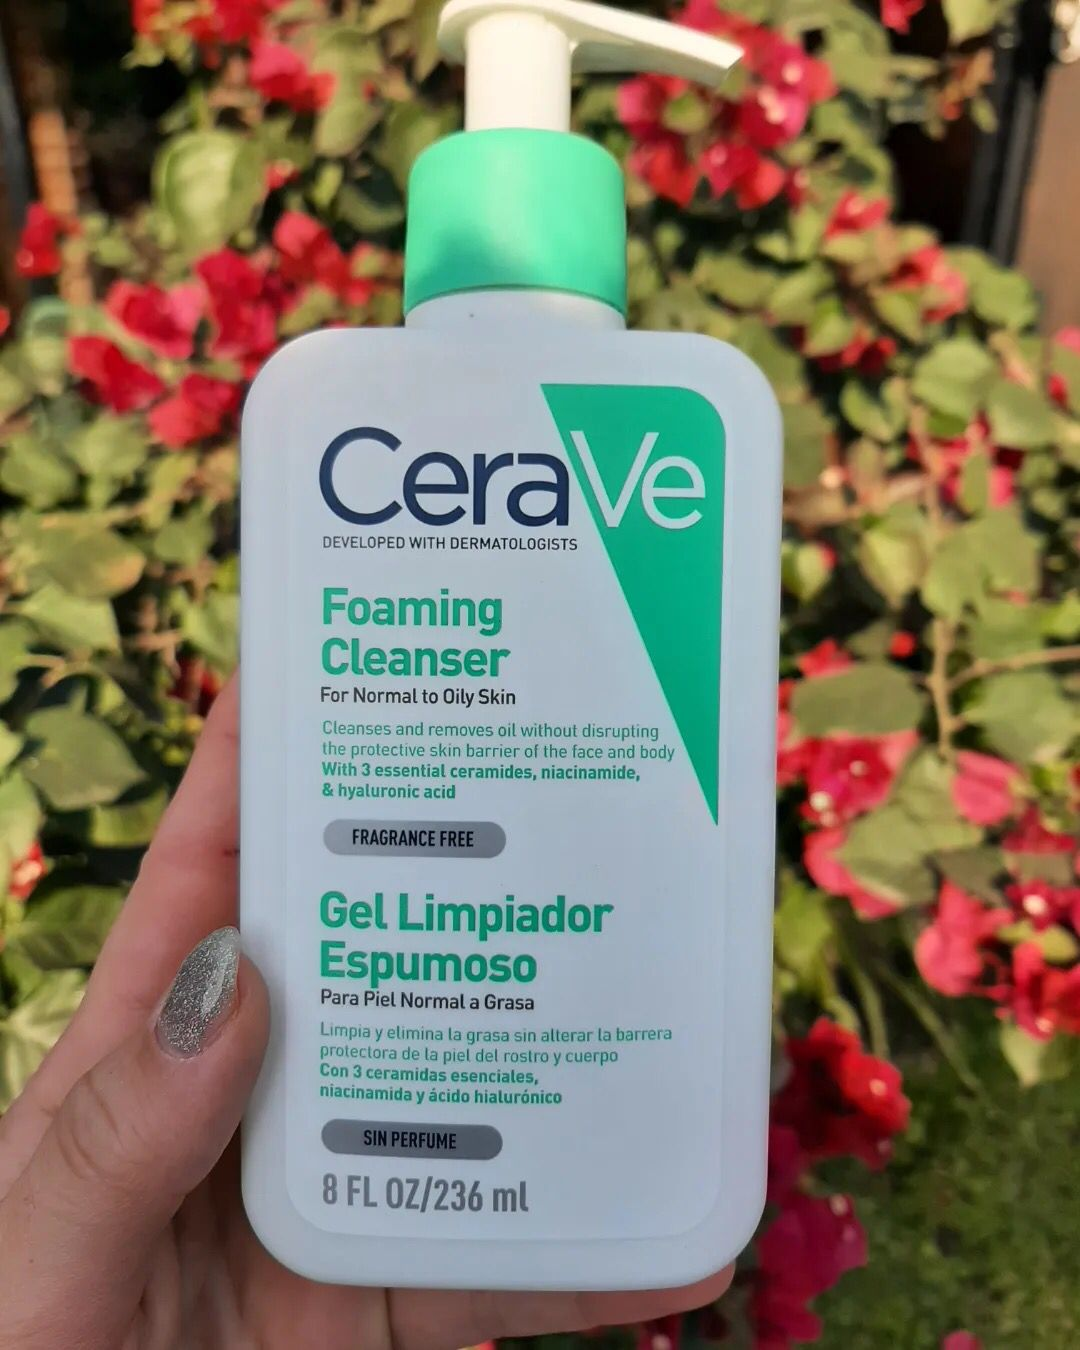 CeraVe
DEVELOPED WITH DERMATOLOGISTS
Foaming
Cleanser
For Normal to Oily Skin
Cleanses and removes oil without disrupting
the protective skin barrier of the face and body
With 3 essential ceramides, niacinamide,
& hyaluronic acid
FRAGRANCE FREE
Gel Limpiador
Espumoso
Para Piel Normal a Grasa
Limpia y elimina la grasa sin alterar la barrera
protectora de la piel del rostro y cuerpo
Con 3 ceramidas esenciales,
niacinamida y ácido hialurónico
SIN PERFUME
8 FL OZ/236 ml